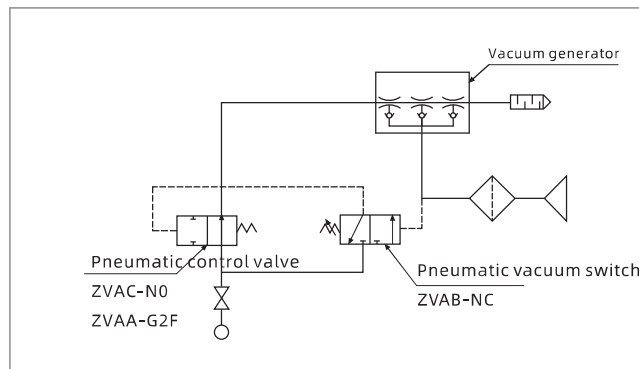 Vacuum generator
Pneumatic control valve
ZVAC-N0
ZVAA-G2F
Pneumatic vacuum switch
ZVAB-NC